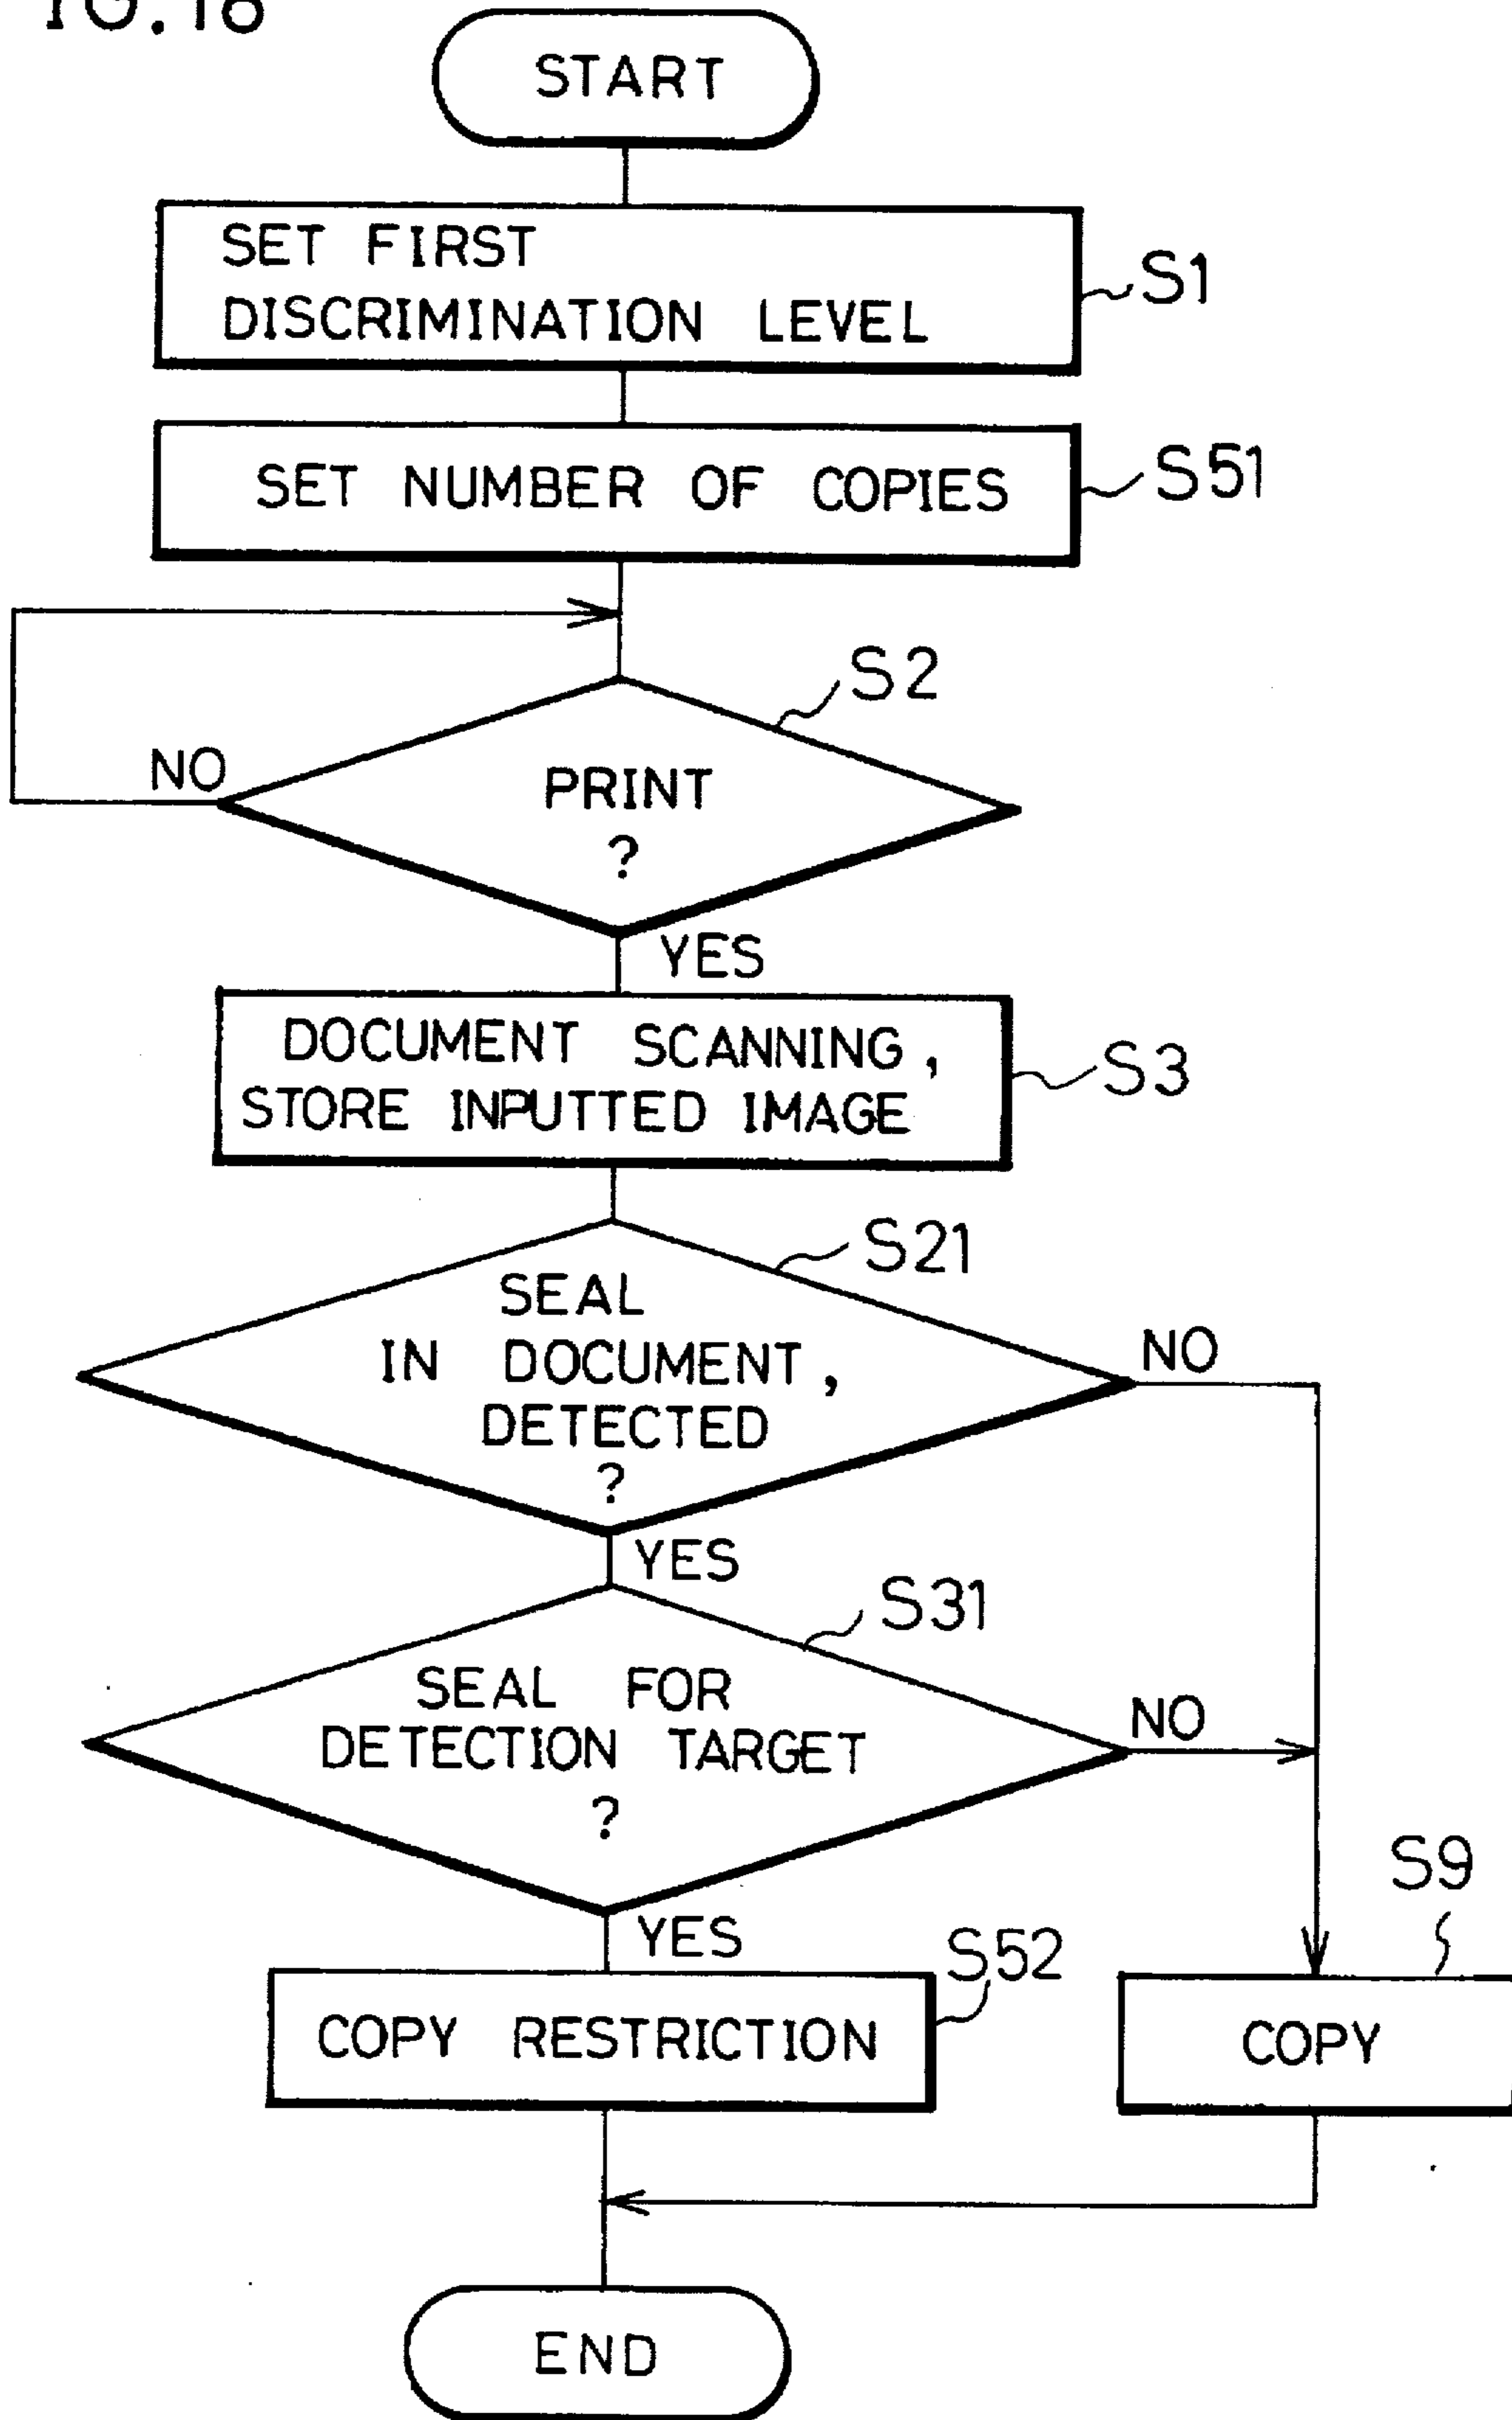 IG. 18
START
SET FIRST
DISCRIMINATION LEVEL
S1
SET NUMBER OF COPIES
S51
S2
NO
PRINT
?
YES
DOCUMENT SCANNING,
STORE INPUTTED IMAGE
S3
S21
SEAL
IN DOCUMENT,
DETECTED
?
NO
YES
S31
SEAL FOR
DETECTION TARGET
?
NO
YES
S52
S9
COPY RESTRICTION
COPY
END